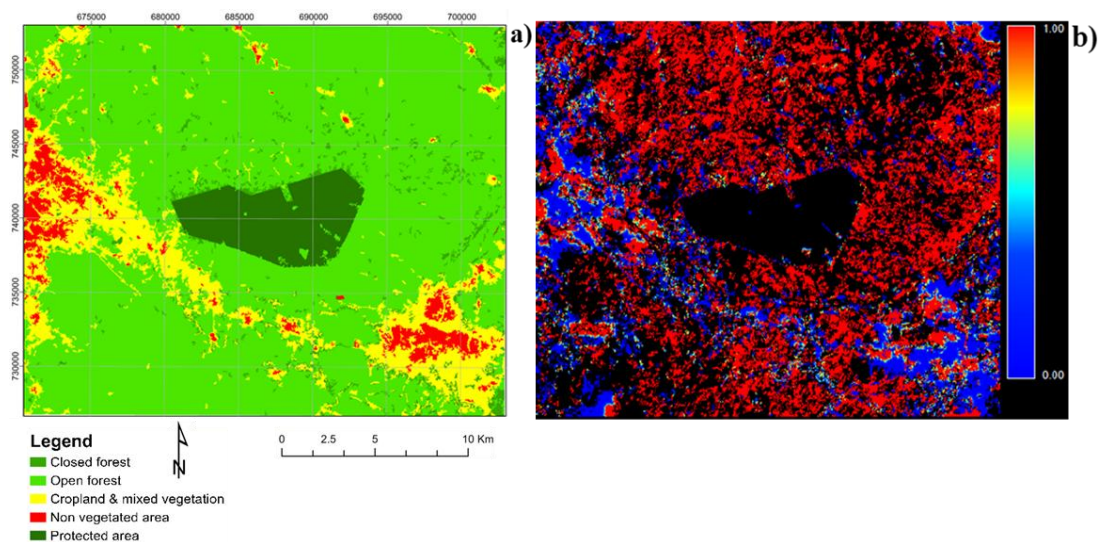 675000 680000 685000 690000 695000 700000
a)
b)
1.00
750000
745000
740000
735000
730000
0.00
Legend
Closed forest
Open forest
Cropland & mixed vegetation
Non vegetated area
Protected area
N
0 2.5 5 10 Km